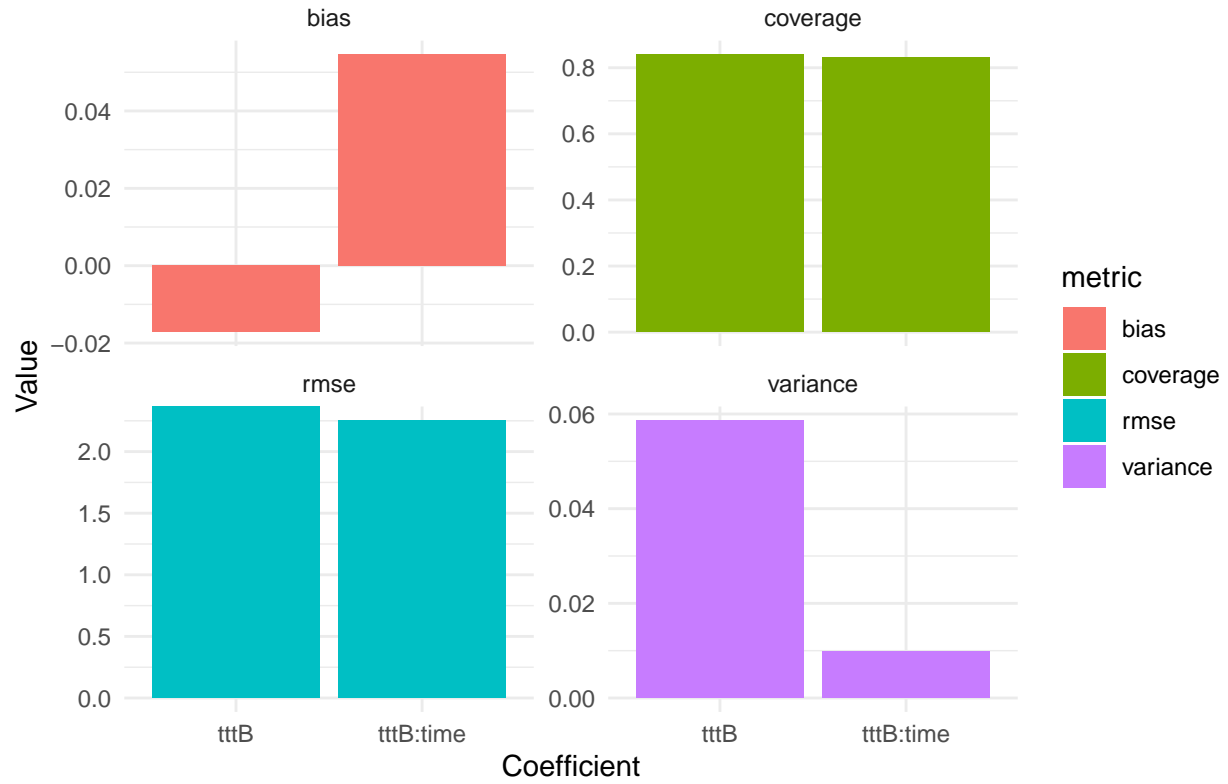 bias
coverage
0.04
0.02
0.00
−0.02
0.8
0.6
0.4
0.2
0.0
rmse
variance
2.0
1.5
1.0
0.5
0.0
0.06
0.04
0.02
0.00
tttB
tttB:time
tttB
tttB:time
Coefficient
Value
metric
bias
coverage
rmse
variance